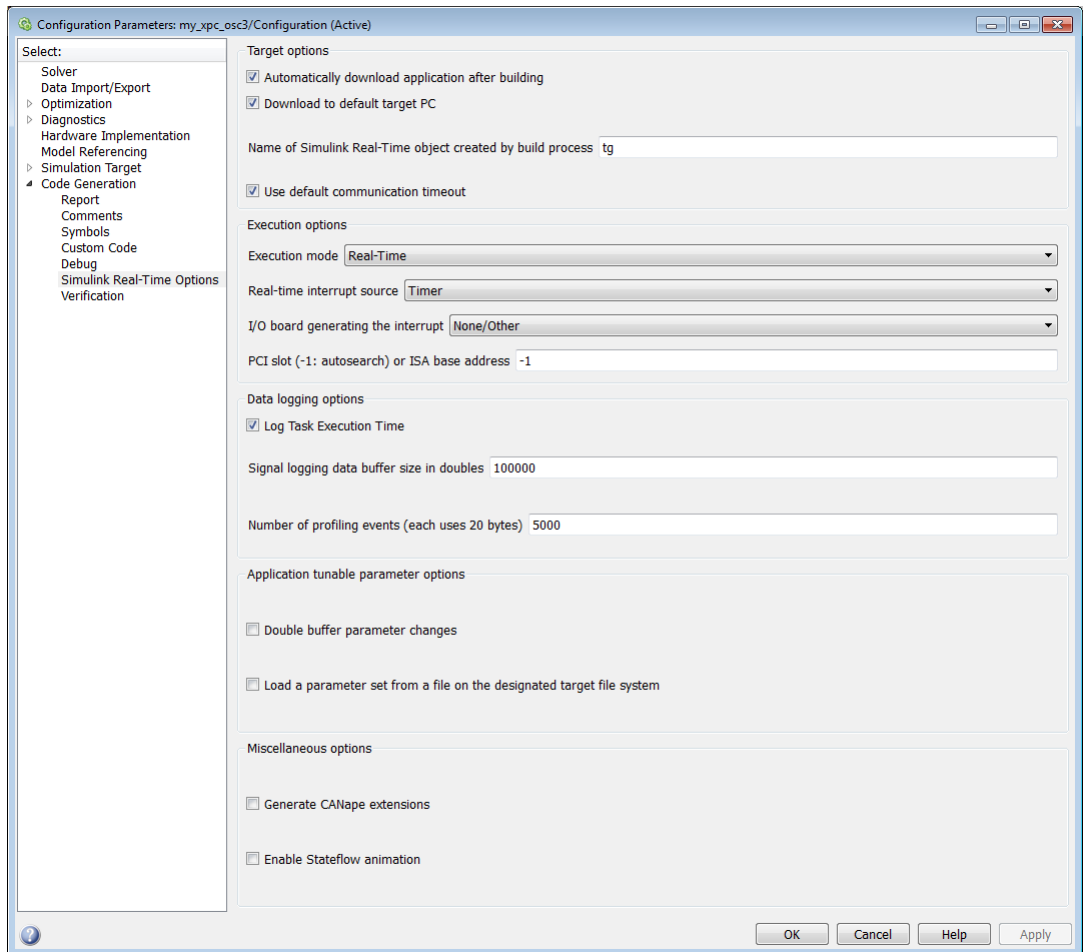 Configuration Parameters: my_xpc_osc3/Configuration (Active)
Select:
Solver
Data Import/Export
Optimization
Diagnostics
Hardware Implementation
Model Referencing
Simulation Target
Code Generation
Report
Comments
Symbols
Custom Code
Debug
Simulink Real-Time Options
Verification
Target options
Automatically download application after building
Download to default target PC
Name of Simulink Real-Time object created by build process tg
Use default communication timeout
Execution options
Execution mode Real-Time
Real-time interrupt source Timer
I/O board generating the interrupt None/Other
PCI slot (-1: autosearch) or ISA base address -1
Data logging options
Log Task Execution Time
Signal logging data buffer size in doubles 100000
Number of profiling events (each uses 20 bytes) 5000
Application tunable parameter options
Double buffer parameter changes
Load a parameter set from a file on the designated target file system
Miscellaneous options
Generate CANape extensions
Enable Stateflow animation
? OK Cancel Help Apply